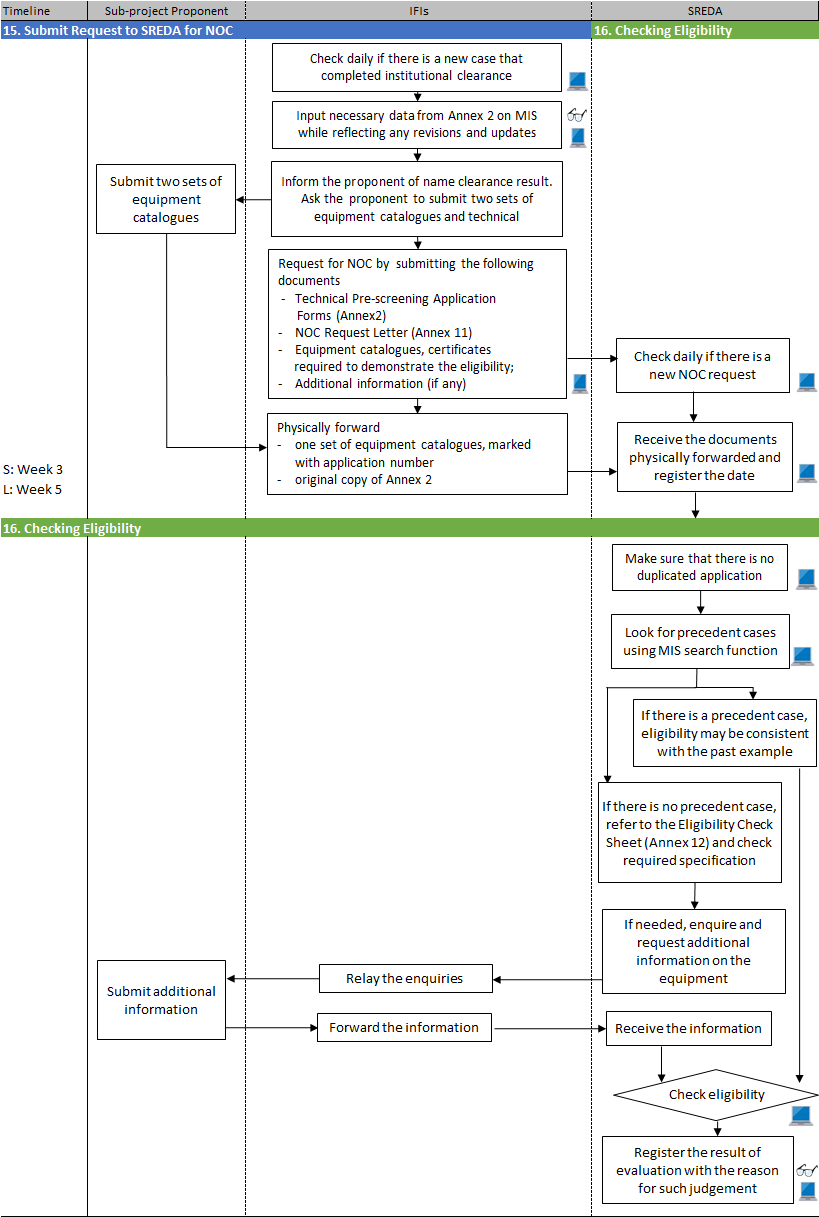 Timeline
Sub-project Proponent
IFIs
SREDA
15. Submit Request to SREDA for NOC
16. Checking Eligibility
Check daily if there is a new case that
completed institutional clearance
Input necessary data from Annex 2 on MIS
while reflecting any revisions and updates
Submit two sets of
equipment
catalogues
Inform the proponent of name clearance result.
Ask the proponent to submit two sets of
equipment catalogues and technical
Request for NOC by submitting the following
documents
- Technical Pre-screening Application
Forms (Annex2)
- NOC Request Letter (Annex 11)
- Equipment catalogues, certificates
required to demonstrate the eligibility;
- Additional information (if any)
Check daily if there is a
new NOC request
Physically forward
- one set of equipment catalogues, marked
with application number
- original copy of Annex 2
Receive the documents
physically forwarded and
register the date
S: Week 3
L: Week 5
16. Checking Eligibility
Make sure that there is no
duplicated application
Look for precedent cases
using MIS search function
If there is a precedent case,
eligibility may be consistent
with the past example
If there is no precedent case,
refer to the Eligibility Check
Sheet (Annex 12) and check
required specification
If needed, enquire and
request additional
information on the
equipment
Relay the enquiries
Submit additional
information
Forward the information
Receive the information
Check eligibility
Register the result of
evaluation with the reason
for such judgement